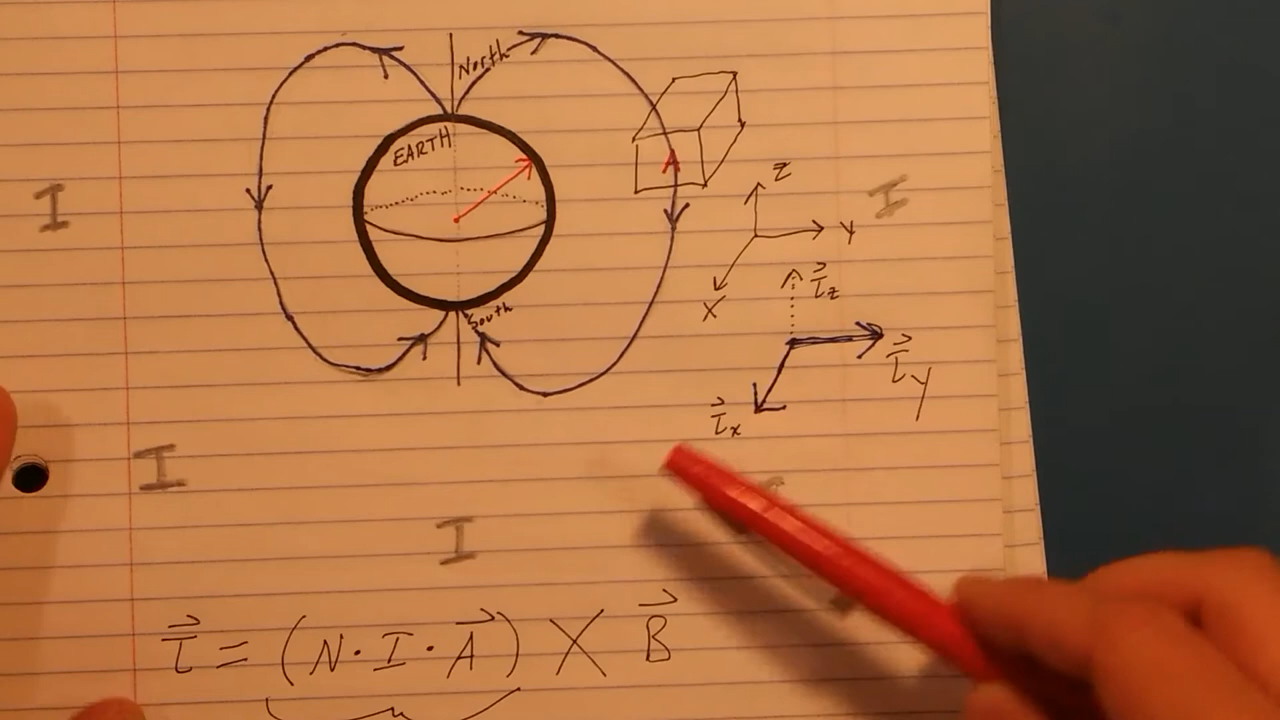 North
EARTH
A
I
I
Z
Y
X
τ⃗z
τ⃗y
τ⃗x
South
I
I
τ⃗ = (N · I · A⃗) X B⃗